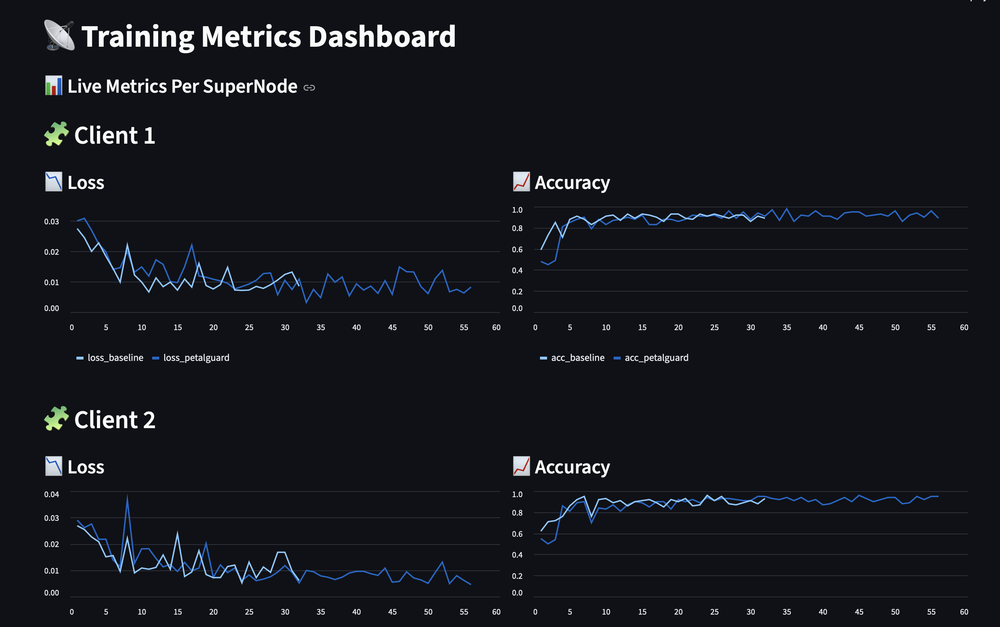 Training Metrics Dashboard
Live Metrics Per SuperNode
Client 1
Loss
0.03
0.02
0.01
0.00
0 5 10 15 20 25 30 35 40 45 50 55 60
loss_baseline loss_petalguard
Accuracy
1.0
0.8
0.6
0.4
0.2
0.0
0 5 10 15 20 25 30 35 40 45 50 55 60
acc_baseline acc_petalguard
Client 2
Loss
0.04
0.03
0.02
0.01
0.00
0 5 10 15 20 25 30 35 40 45 50 55 60
Accuracy
1.0
0.8
0.6
0.4
0.2
0.0
0 5 10 15 20 25 30 35 40 45 50 55 60